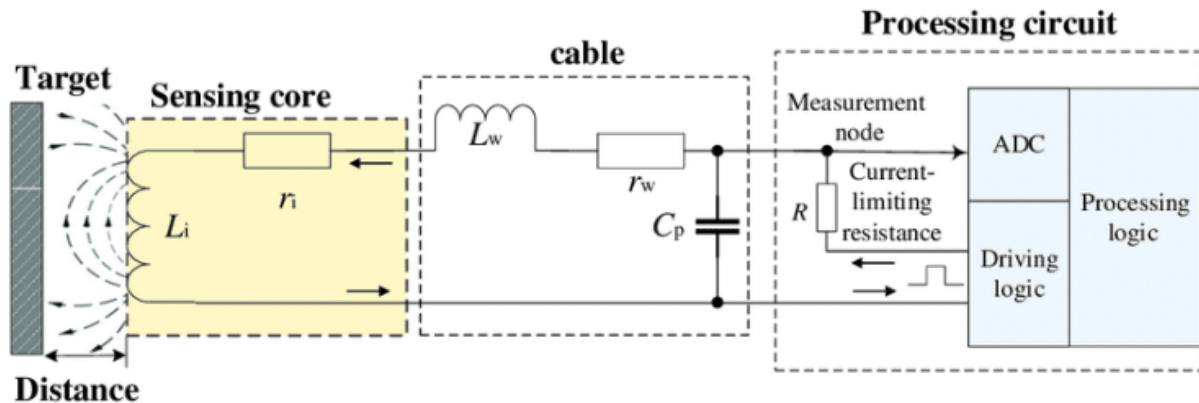 Processing circuit
cable
Target
Sensing core
Measurement
node
Lw
ADC
ri
rw
Current-
limiting
resistance
R
Li
Cp
Processing
logic
Driving
logic
Distance